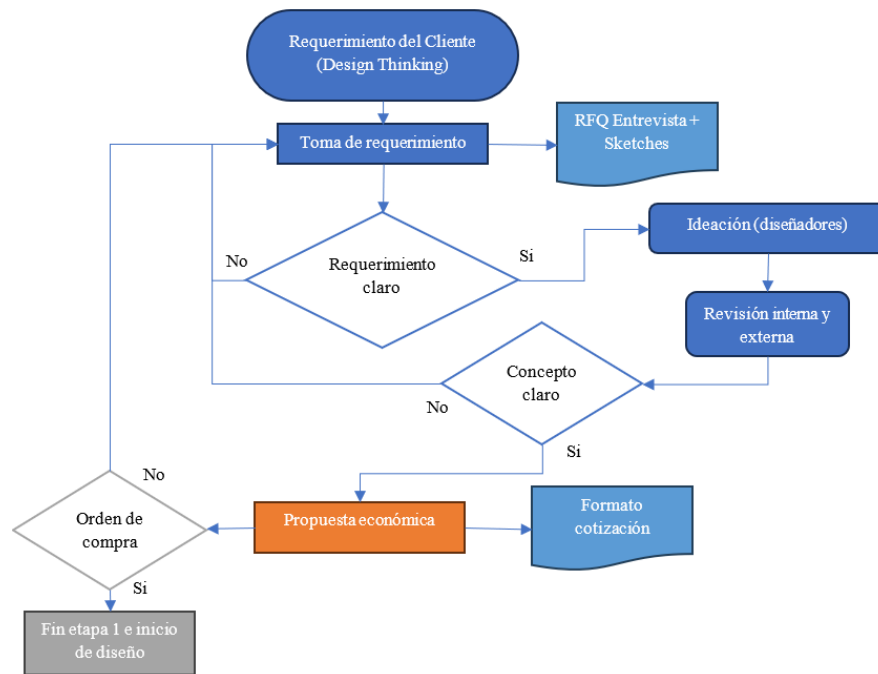 Requerimiento del Cliente
(Design Thinking)
Toma de requerimiento
RFQ Entrevista +
Sketches
Requerimiento
claro
No
Si
Ideación (diseñadores)
Revisión interna y
externa
Concepto
claro
No
Si
Propuesta económica
Formato
cotización
Orden de
compra
No
Si
Fin etapa 1 e inicio
de diseño